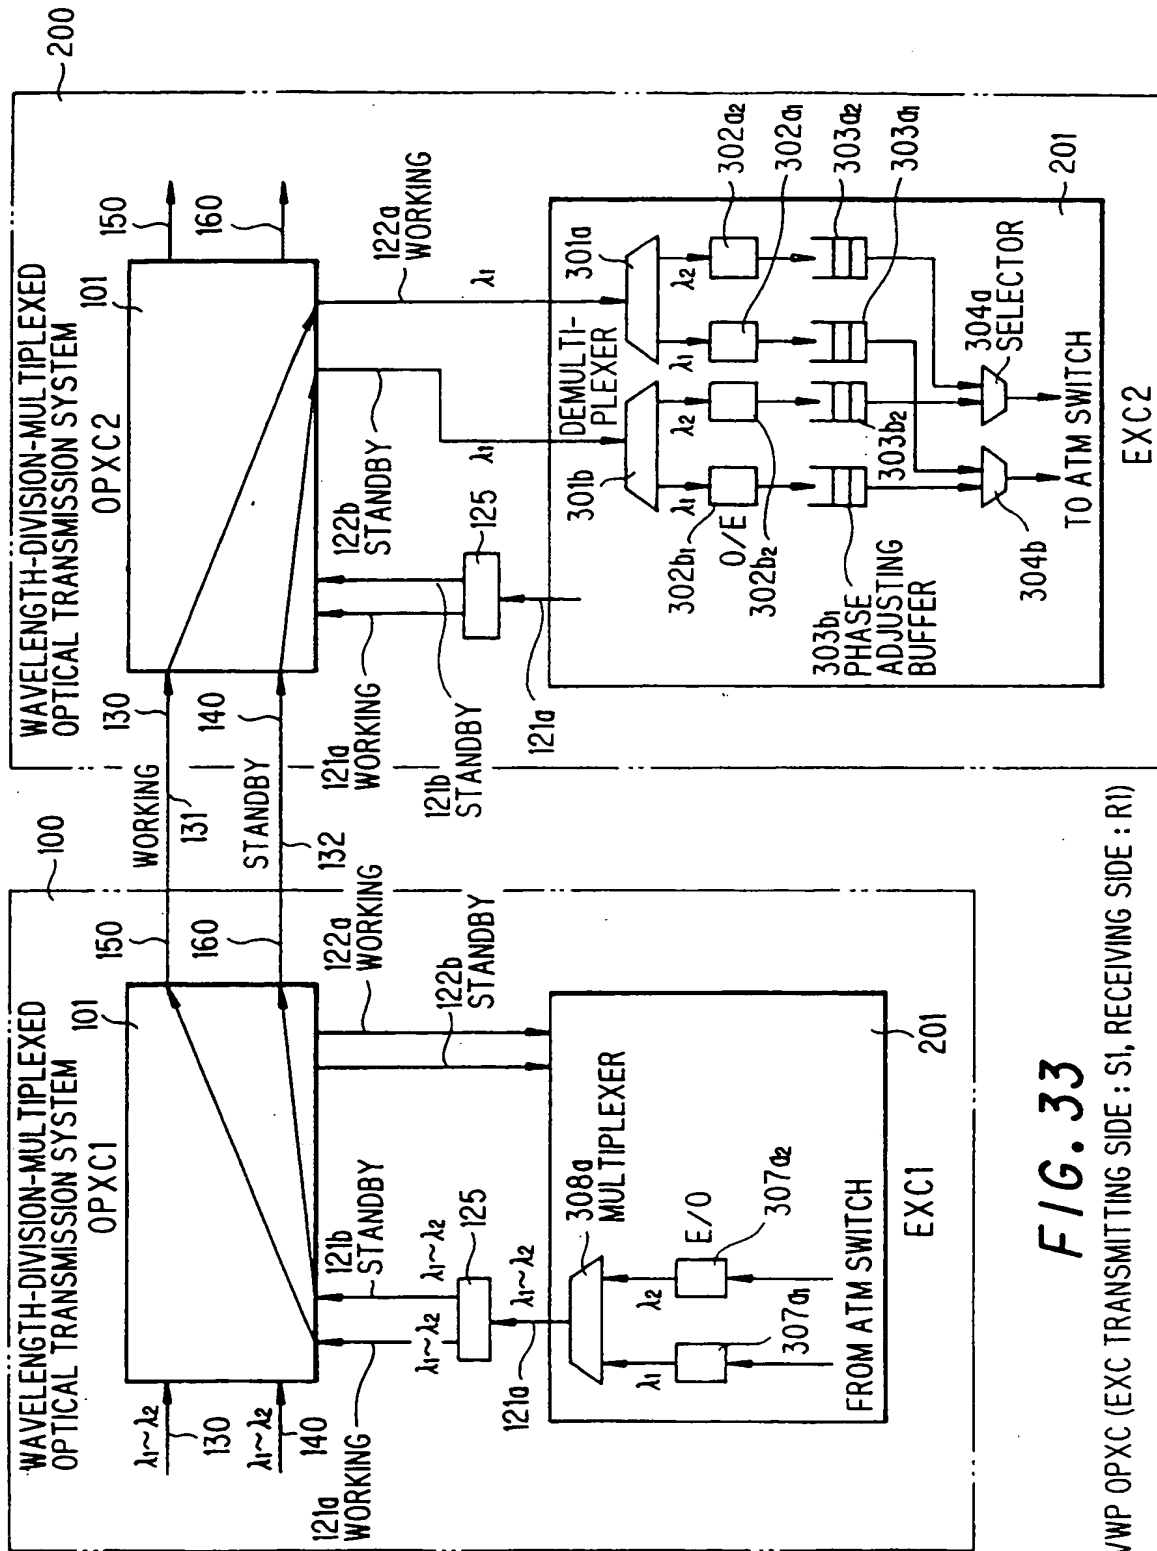 WAVELENGTH-DIVISION-MULTIPLEXED
OPTICAL TRANSMISSION SYSTEM
OPXC1
101
100
λ1~λ2
130
λ1~λ2
140
150
160
121a
WORKING
121b
STANDBY
λ1~λ2
λ1~λ2
125
λ1~λ2
121a
122a
WORKING
122b
STANDBY
308a
MULTIPLEXER
λ1
λ2
E/O
307a2
307a1
FROM ATM SWITCH
201
EXC1
WORKING
131
STANDBY
132
WAVELENGTH-DIVISION-MULTIPLEXED
OPTICAL TRANSMISSION SYSTEM
OPXC2
101
200
130
140
150
160
121a
WORKING
121b
STANDBY
125
121a
122b
STANDBY
122a
WORKING
λ1
λ1
DEMULTI-
PLEXER
301b
301a
λ1
λ2
λ1
λ2
302b1
O/E
302b2
302a2
302a1
303b1
PHASE
ADJUSTING
BUFFER
303b2
303a2
303a1
304a
SELECTOR
304b
TO ATM SWITCH
201
EXC2
FIG. 33
VWP OPXC (EXC TRANSMITTING SIDE : S1, RECEIVING SIDE : R1)